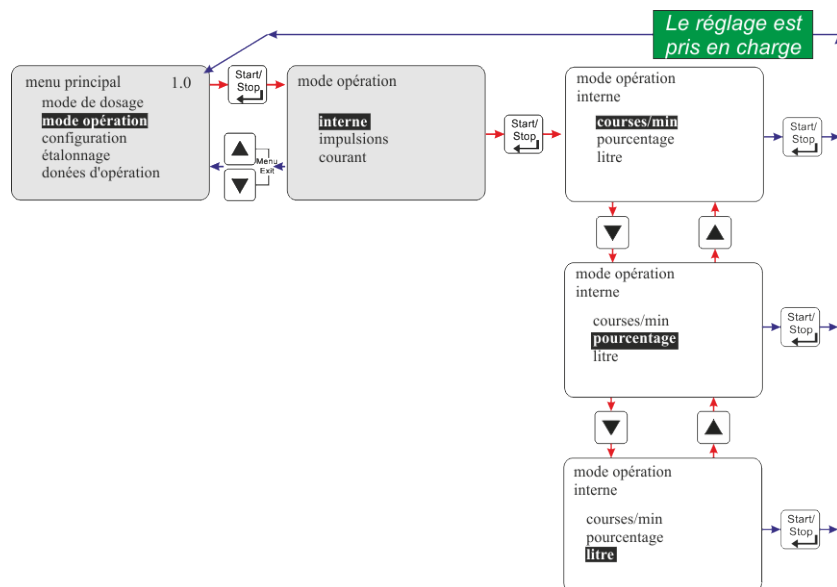 Le réglage est
pris en charge
menu principal 1.0
mode de dosage
mode opération
configuration
étalonnage
donées d'opération
Start/
Stop
Menu
Exit
mode opération
interne
impulsions
courant
Start/
Stop
mode opération
interne
courses/min
pourcentage
litre
Start/
Stop
mode opération
interne
courses/min
pourcentage
litre
Start/
Stop
mode opération
interne
courses/min
pourcentage
litre
Start/
Stop